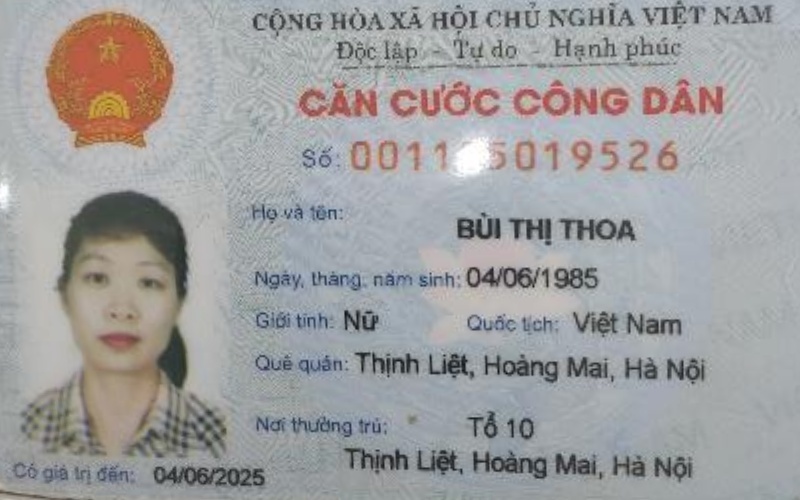 CỘNG HÒA XÃ HỘI CHỦ NGHĨA VIỆT NAM
Độc lập - Tự do - Hạnh phúc
CĂN CƯỚC CÔNG DÂN
Số:
Họ và tên:
BÙI THỊ THOA
Ngày, tháng, năm sinh: 04/06/1985
Giới tính: Nữ Quốc tịch: Việt Nam
Quê quán: Thịnh Liệt, Hoàng Mai, Hà Nội
Nơi thường trú: Tổ 10
Thịnh Liệt, Hoàng Mai, Hà Nội
Có giá trị đến: 04/06/2025